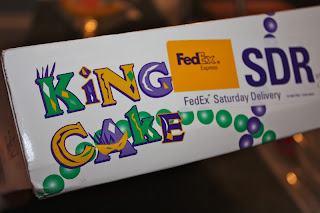 KiNG
CAKE
FedEx®
Express
SDR
FedEx® Saturday Delivery